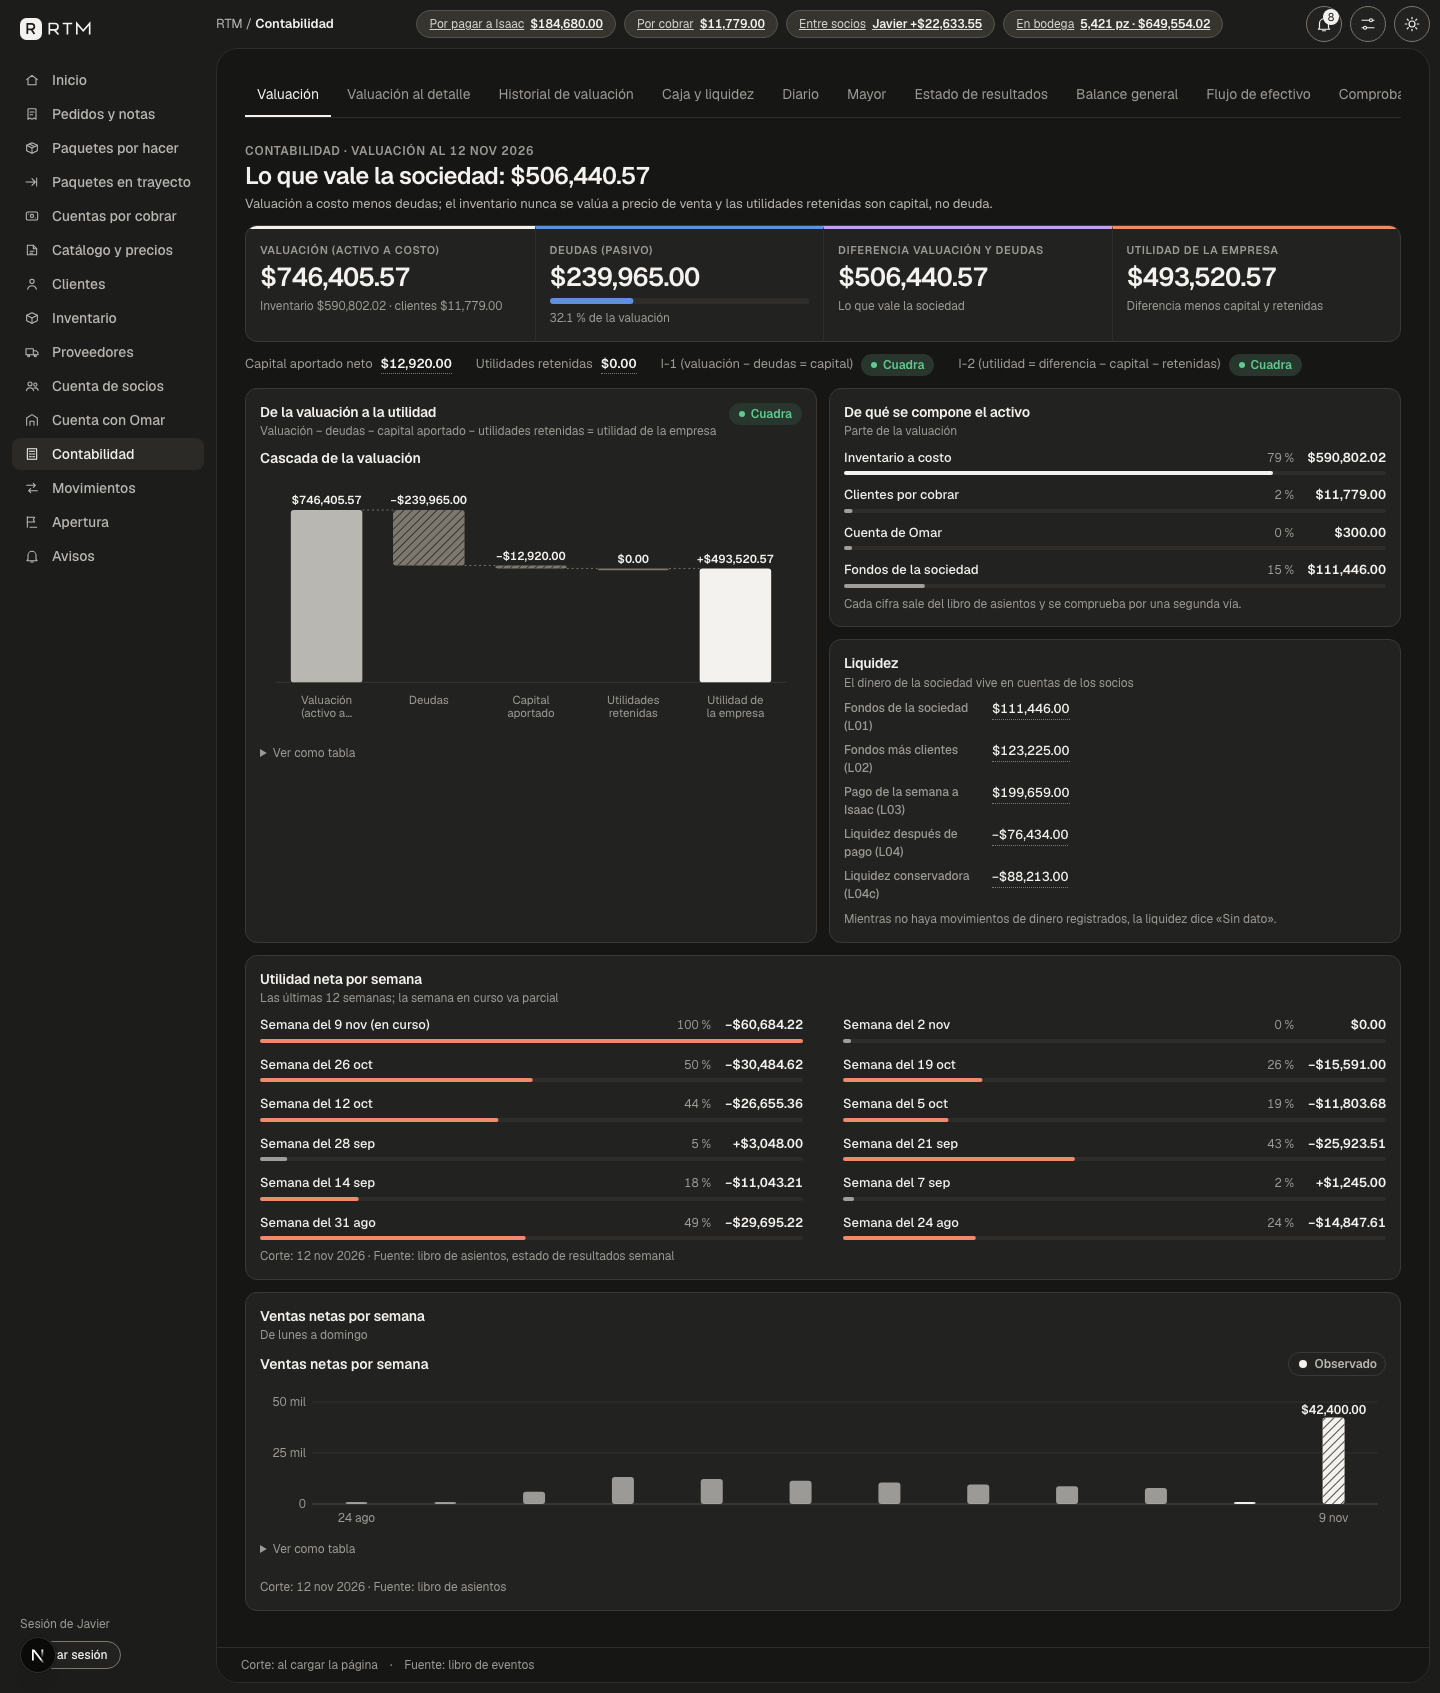 R RTM
RTM / Contabilidad
Por pagar a Isaac $184,680.00
Por cobrar $11,779.00
Entre socios Javier +$22,633.55
En bodega 5,421 pz · $649,554.02
8
Inicio
Pedidos y notas
Paquetes por hacer
Paquetes en trayecto
Cuentas por cobrar
Catálogo y precios
Clientes
Inventario
Proveedores
Cuenta de socios
Cuenta con Omar
Contabilidad
Movimientos
Apertura
Avisos
Sesión de Javier
N ar sesión
Valuación Valuación al detalle Historial de valuación Caja y liquidez Diario Mayor Estado de resultados Balance general Flujo de efectivo Comproba
CONTABILIDAD · VALUACIÓN AL 12 NOV 2026
Lo que vale la sociedad: $506,440.57
Valuación a costo menos deudas; el inventario nunca se valúa a precio de venta y las utilidades retenidas son capital, no deuda.
VALUACIÓN (ACTIVO A COSTO)
$746,405.57
Inventario $590,802.02 · clientes $11,779.00
DEUDAS (PASIVO)
$239,965.00
32.1 % de la valuación
DIFERENCIA VALUACIÓN Y DEUDAS
$506,440.57
Lo que vale la sociedad
UTILIDAD DE LA EMPRESA
$493,520.57
Diferencia menos capital y retenidas
Capital aportado neto $12,920.00 Utilidades retenidas $0.00 I-1 (valuación – deudas = capital) Cuadra I-2 (utilidad = diferencia – capital – retenidas) Cuadra
De la valuación a la utilidad
Cuadra
Valuación – deudas – capital aportado – utilidades retenidas = utilidad de la empresa
Cascada de la valuación
$746,405.57 –$239,965.00
–$12,920.00 $0.00 +$493,520.57
Valuación (activo a…
Deudas
Capital aportado
Utilidades retenidas
Utilidad de la empresa
▶ Ver como tabla
De qué se compone el activo
Parte de la valuación
Inventario a costo 79 % $590,802.02
Clientes por cobrar 2 % $11,779.00
Cuenta de Omar 0 % $300.00
Fondos de la sociedad 15 % $111,446.00
Cada cifra sale del libro de asientos y se comprueba por una segunda vía.
Liquidez
El dinero de la sociedad vive en cuentas de los socios
Fondos de la sociedad (L01) $111,446.00
Fondos más clientes (L02) $123,225.00
Pago de la semana a Isaac (L03) $199,659.00
Liquidez después de pago (L04) –$76,434.00
Liquidez conservadora (L04c) –$88,213.00
Mientras no haya movimientos de dinero registrados, la liquidez dice «Sin dato».
Utilidad neta por semana
Las últimas 12 semanas; la semana en curso va parcial
Semana del 9 nov (en curso) 100 % –$60,684.22
Semana del 2 nov 0 % $0.00
Semana del 26 oct 50 % –$30,484.62
Semana del 19 oct 26 % –$15,591.00
Semana del 12 oct 44 % –$26,655.36
Semana del 5 oct 19 % –$11,803.68
Semana del 28 sep 5 % +$3,048.00
Semana del 21 sep 43 % –$25,923.51
Semana del 14 sep 18 % –$11,043.21
Semana del 7 sep 2 % +$1,245.00
Semana del 31 ago 49 % –$29,695.22
Semana del 24 ago 24 % –$14,847.61
Corte: 12 nov 2026 · Fuente: libro de asientos, estado de resultados semanal
Ventas netas por semana
De lunes a domingo
Ventas netas por semana
Observado
50 mil
$42,400.00
25 mil
0
24 ago 9 nov
▶ Ver como tabla
Corte: 12 nov 2026 · Fuente: libro de asientos
Corte: al cargar la página · Fuente: libro de eventos